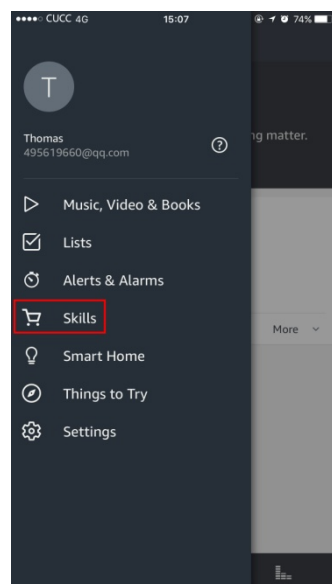 CUCC 4G 15:07 74%
T
Thomas
495619660@qq.com
ng matter.
Music, Video & Books
Lists
Alerts & Alarms
Skills
More
Smart Home
Things to Try
Settings